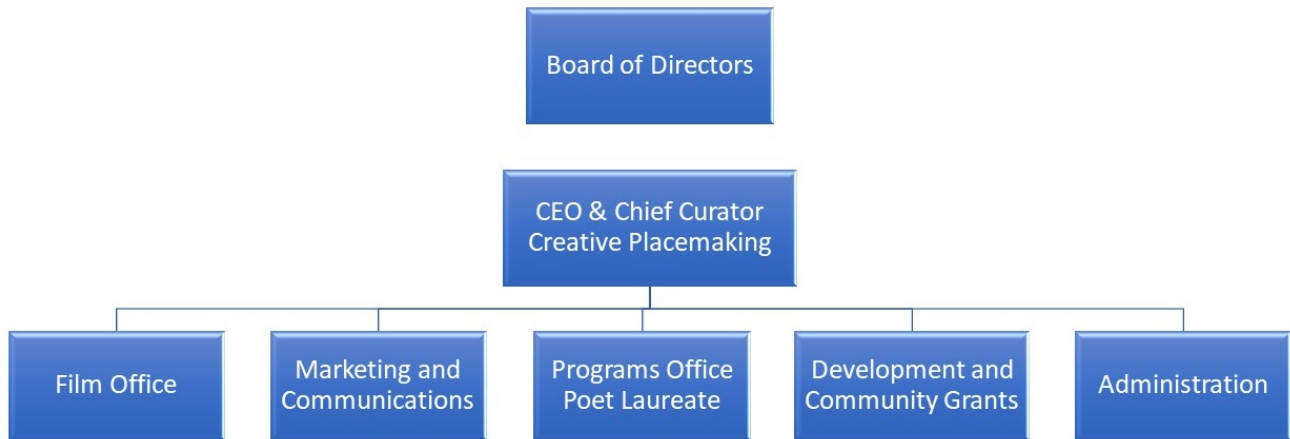 Board of Directors
CEO & Chief Curator
Creative Placemaking
Film Office
Marketing and
Communications
Programs Office
Poet Laureate
Development and
Community Grants
Administration